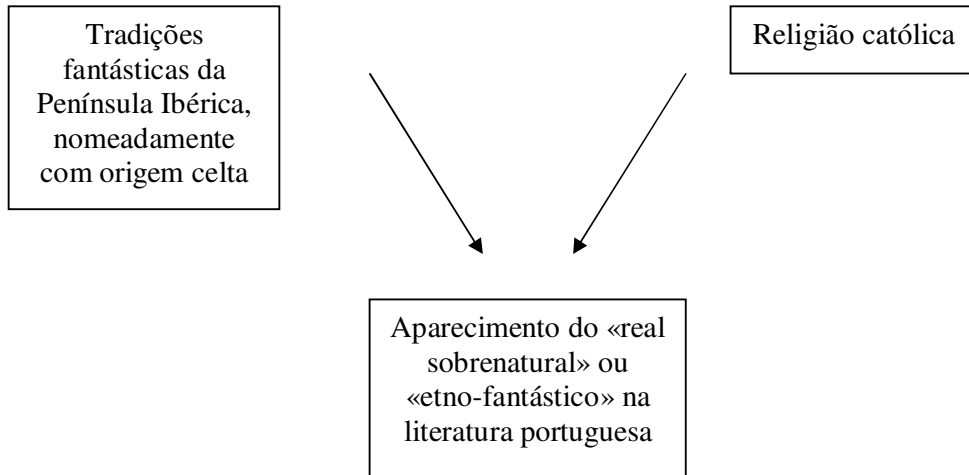 Tradições
fantásticas da
Península Ibérica,
nomeadamente
com origem celta
Religião católica
Aparecimento do «real
sobrenatural» ou
«etno-fantástico» na
literatura portuguesa